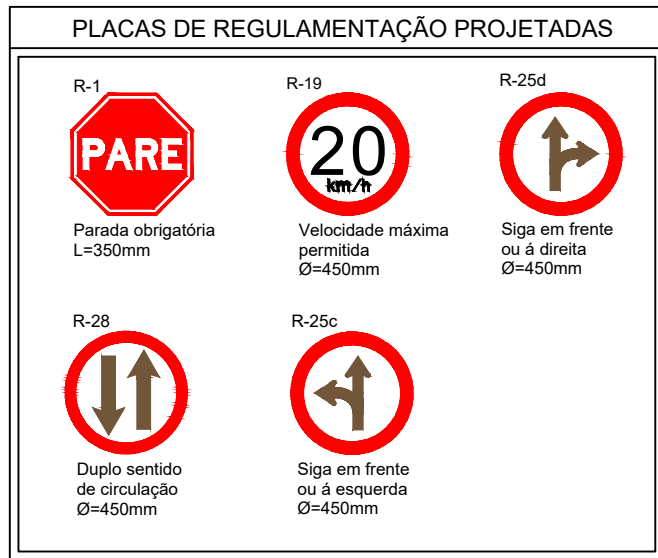 PLACAS DE REGULAMENTAÇÃO PROJETADAS
R-1
PARE
Parada obrigatória
L=350mm
R-19
20
km/h
Velocidade máxima
permitida
Ø=450mm
R-25d
Siga em frente
ou á direita
Ø=450mm
R-28
Duplo sentido
de circulação
Ø=450mm
R-25c
Siga em frente
ou á esquerda
Ø=450mm